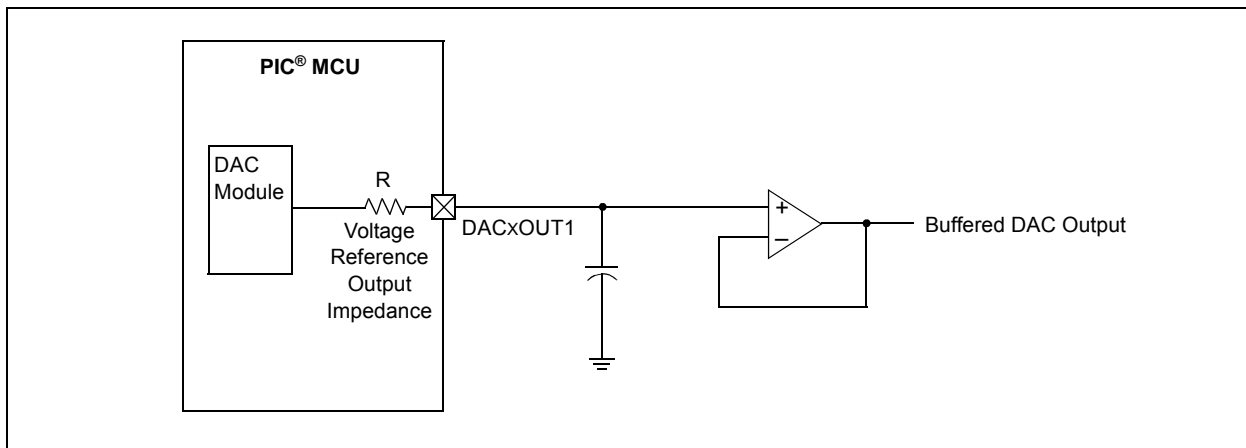 PIC® MCU
DAC
Module
R
Voltage
Reference
Output
Impedance
DACxOUT1
+
–
Buffered DAC Output